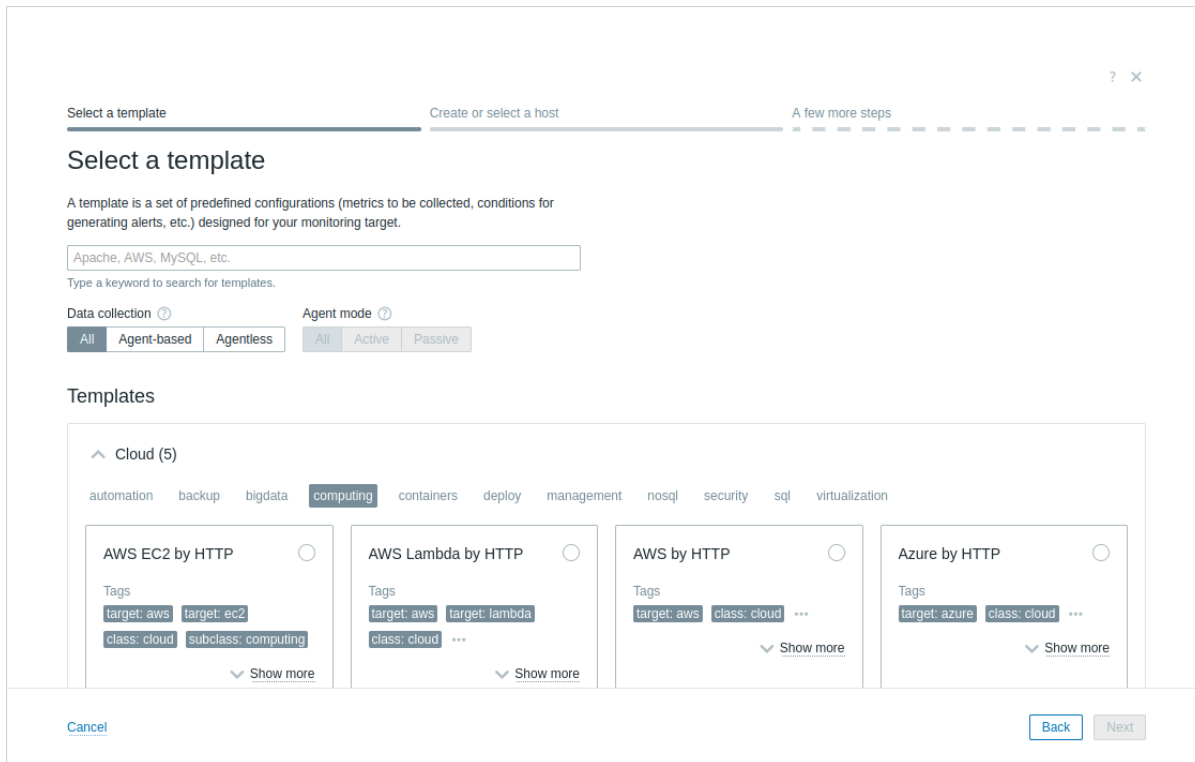 ?
Select a template Create or select a host A few more steps
Select a template
A template is a set of predefined configurations (metrics to be collected, conditions for
generating alerts, etc.) designed for your monitoring target.
Apache, AWS, MySQL, etc.
Type a keyword to search for templates.
Data collection ? Agent mode ?
All Agent-based Agentless All Active Passive
Templates
Cloud (5)
automation backup bigdata computing containers deploy management nosql security sql virtualization
AWS EC2 by HTTP AWS Lambda by HTTP AWS by HTTP Azure by HTTP
Tags Tags Tags Tags
target: aws target: ec2 target: aws target: lambda target: aws class: cloud ••• target: azure class: cloud •••
class: cloud subclass: computing class: cloud •••
Show more Show more
Show more Show more
Cancel Back Next